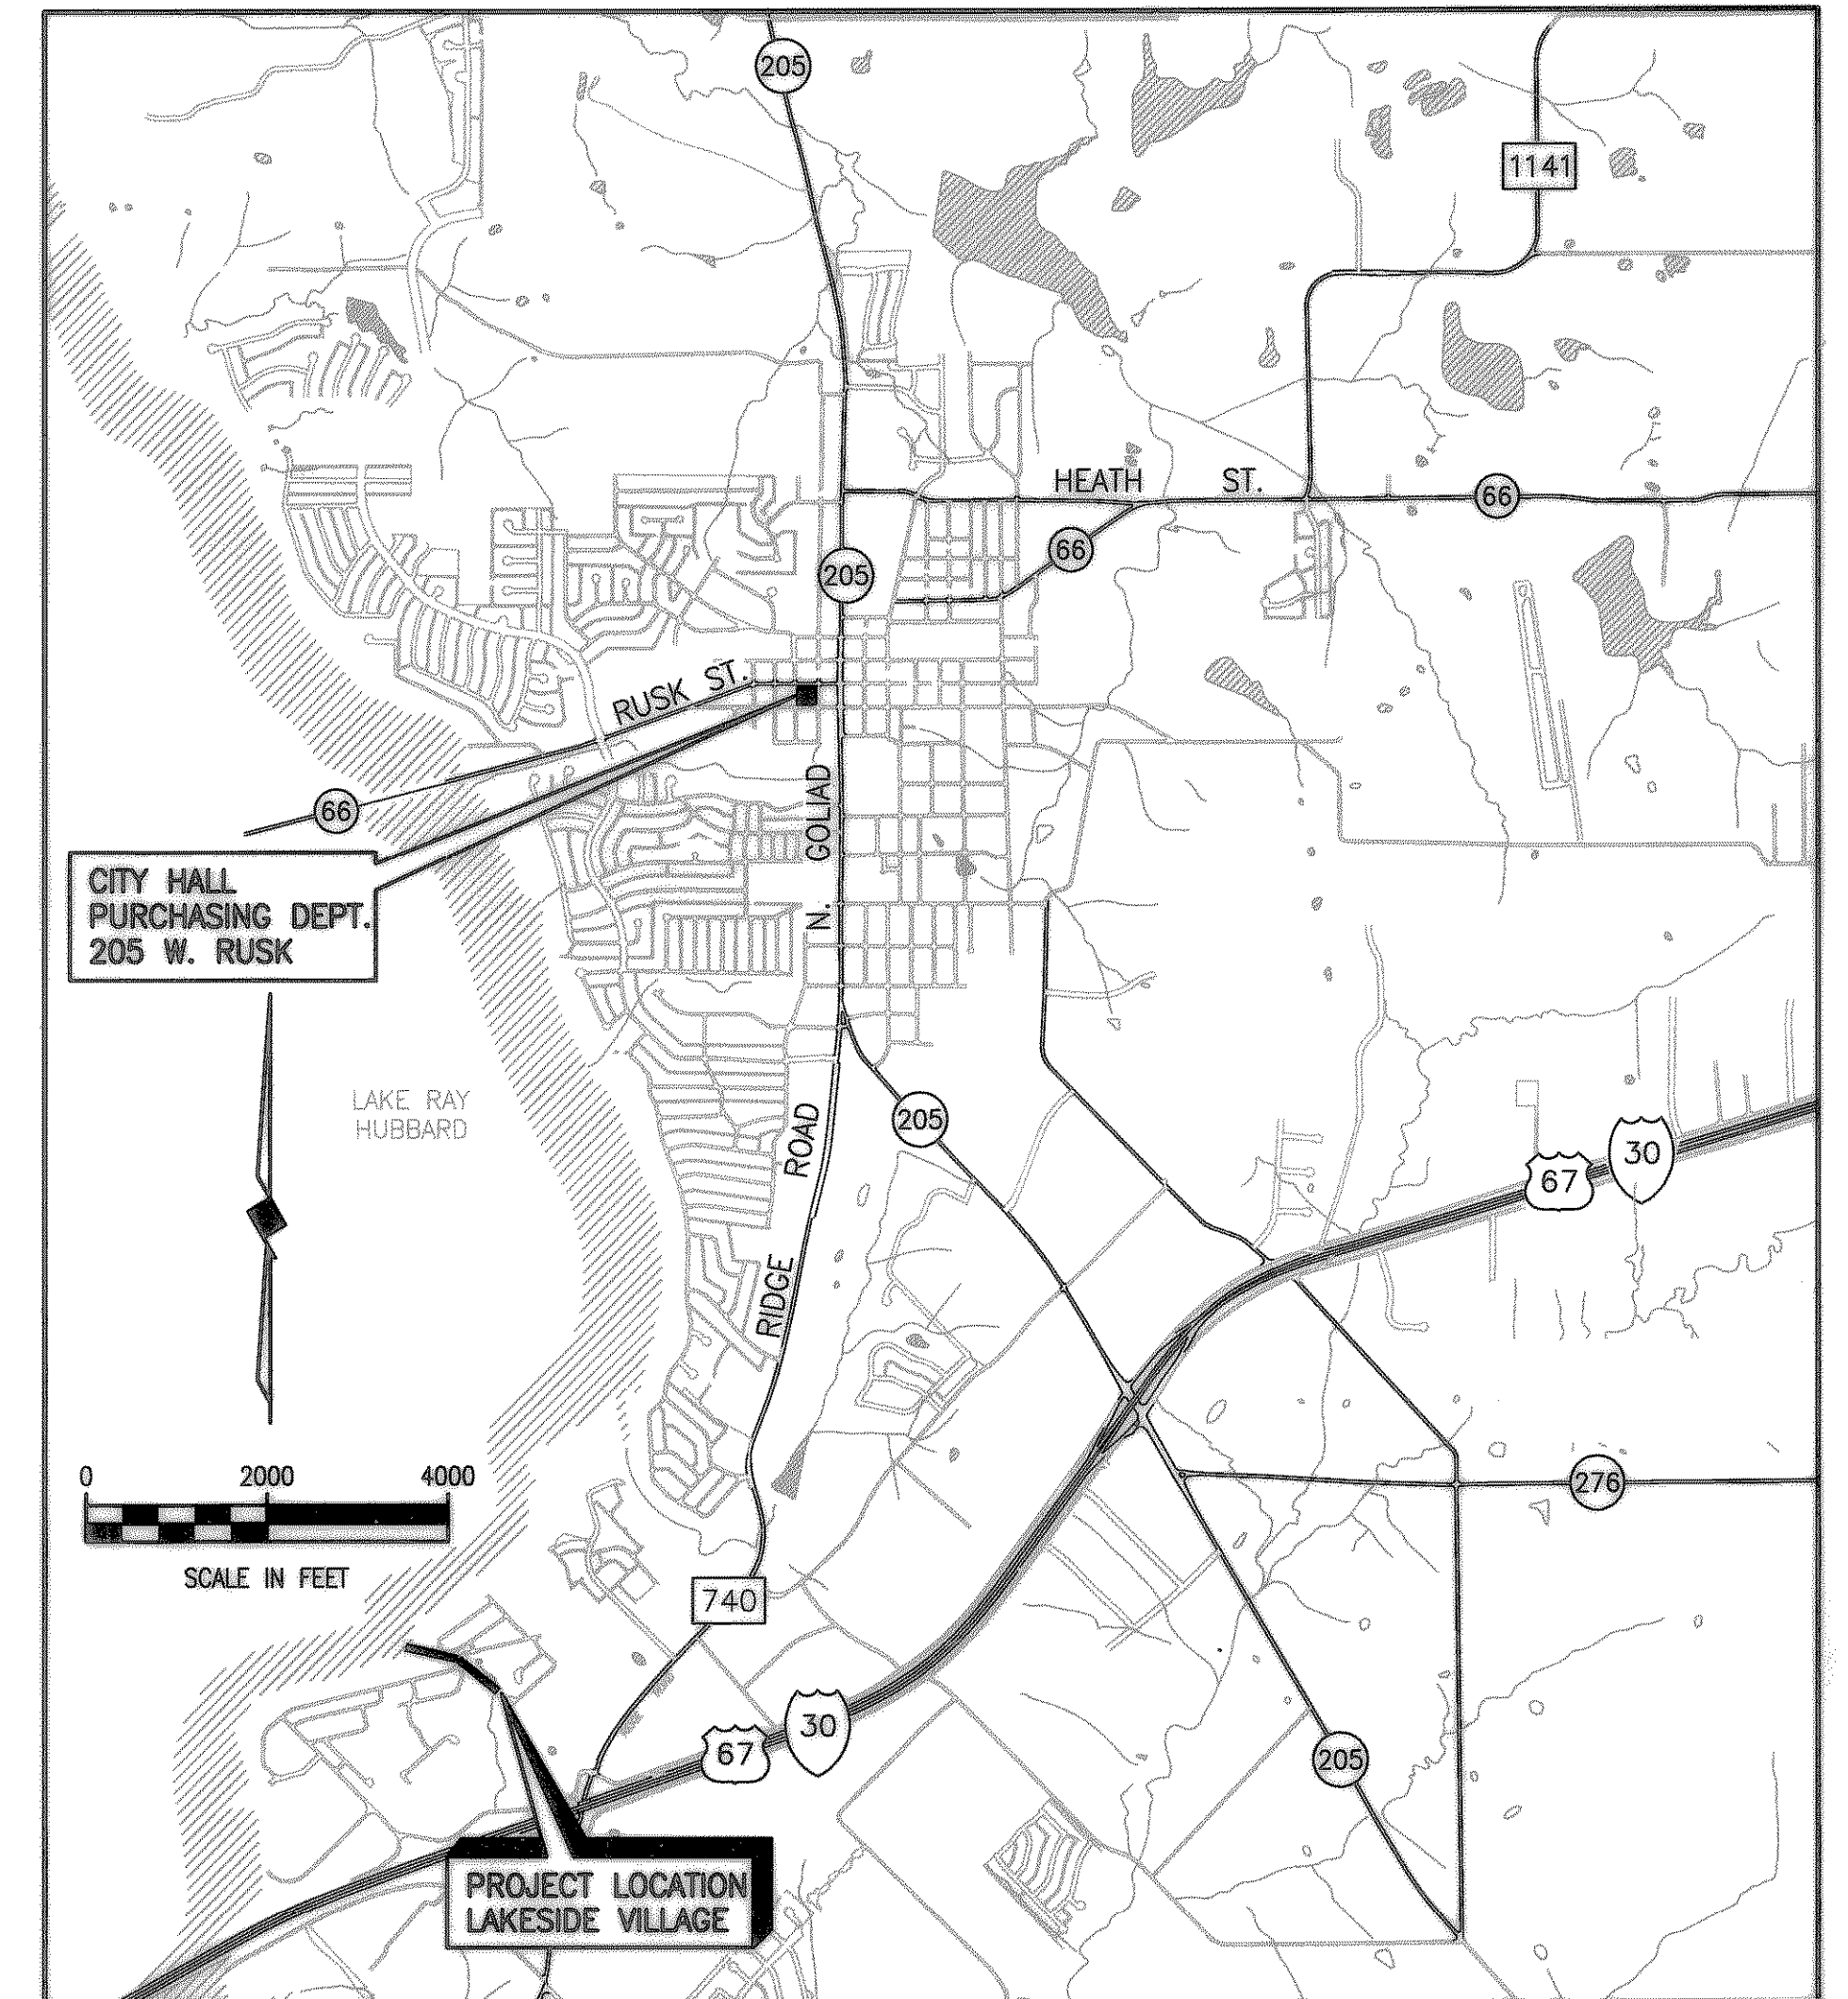 205
1141
HEATH ST.
66
66
205
RUSK ST.
66
N. GOLIAD
CITY HALL
PURCHASING DEPT.
205 W. RUSK
LAKE RAY
HUBBARD
205
RIDGE ROAD
30
67
0 2000 4000
SCALE IN FEET
276
740
30
67
205
PROJECT LOCATION
LAKESIDE VILLAGE